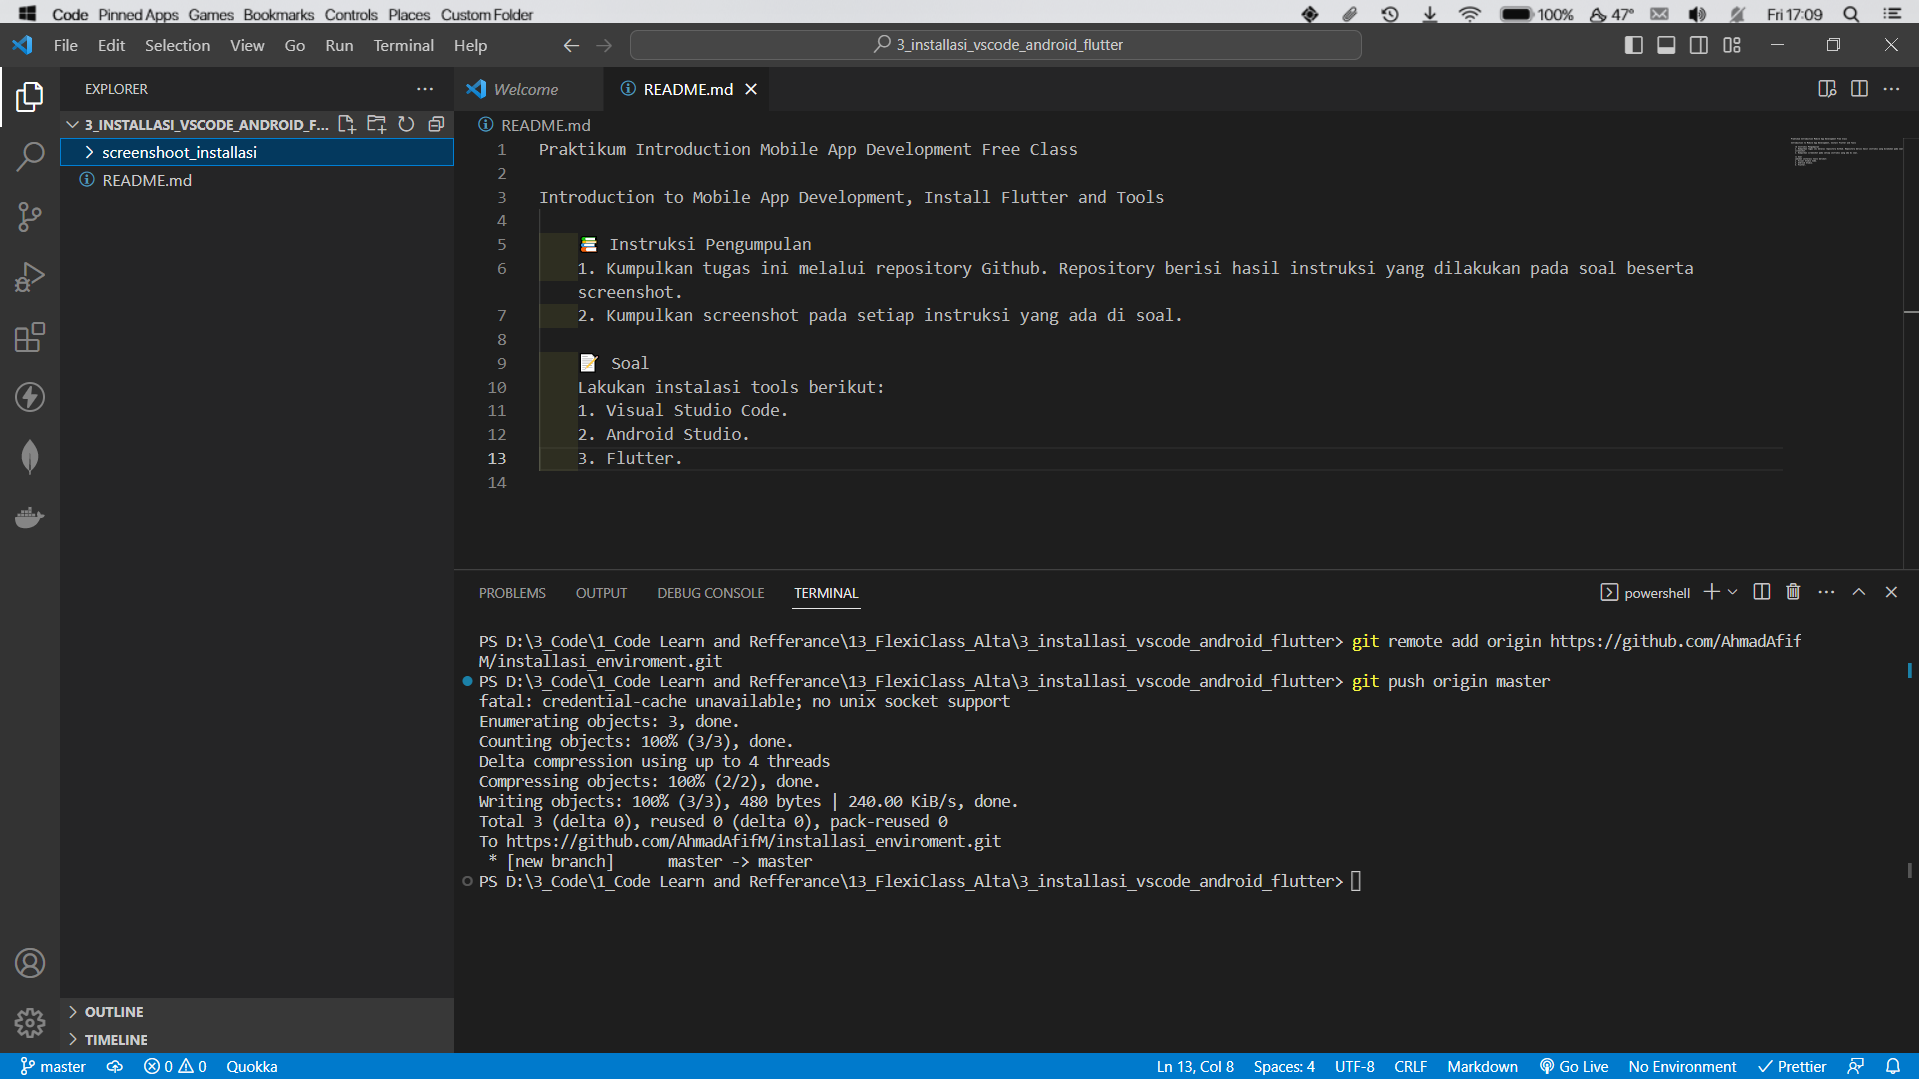 Code Pinned Apps Games Bookmarks Controls Places Custom Folder 100% 47° Fri 17:09
File Edit Selection View Go Run Terminal Help 3_installasi_vscode_android_flutter
EXPLORER
3_INSTALLASI_VSCODE_ANDROID_F...
screenshoot_installasi
README.md
OUTLINE
TIMELINE
Welcome README.md
README.md
1 Praktikum Introduction Mobile App Development Free Class
2
3 Introduction to Mobile App Development, Install Flutter and Tools
4
5 📚 Instruksi Pengumpulan
6 1. Kumpulkan tugas ini melalui repository Github. Repository berisi hasil instruksi yang dilakukan pada soal beserta
screenshot.
7 2. Kumpulkan screenshot pada setiap instruksi yang ada di soal.
8
9 📝 Soal
10 Lakukan instalasi tools berikut:
11 1. Visual Studio Code.
12 2. Android Studio.
13 3. Flutter.
14
PROBLEMS OUTPUT DEBUG CONSOLE TERMINAL powershell
PS D:\3_Code\1_Code Learn and Refferance\13_FlexiClass_Alta\3_installasi_vscode_android_flutter> git remote add origin https://github.com/AhmadAfif
M/installasi_enviroment.git
PS D:\3_Code\1_Code Learn and Refferance\13_FlexiClass_Alta\3_installasi_vscode_android_flutter> git push origin master
fatal: credential-cache unavailable; no unix socket support
Enumerating objects: 3, done.
Counting objects: 100% (3/3), done.
Delta compression using up to 4 threads
Compressing objects: 100% (2/2), done.
Writing objects: 100% (3/3), 480 bytes | 240.00 KiB/s, done.
Total 3 (delta 0), reused 0 (delta 0), pack-reused 0
To https://github.com/AhmadAfifM/installasi_enviroment.git
 * [new branch]      master -> master
PS D:\3_Code\1_Code Learn and Refferance\13_FlexiClass_Alta\3_installasi_vscode_android_flutter>
master 0 0 Quokka Ln 13, Col 8 Spaces: 4 UTF-8 CRLF Markdown Go Live No Environment Prettier